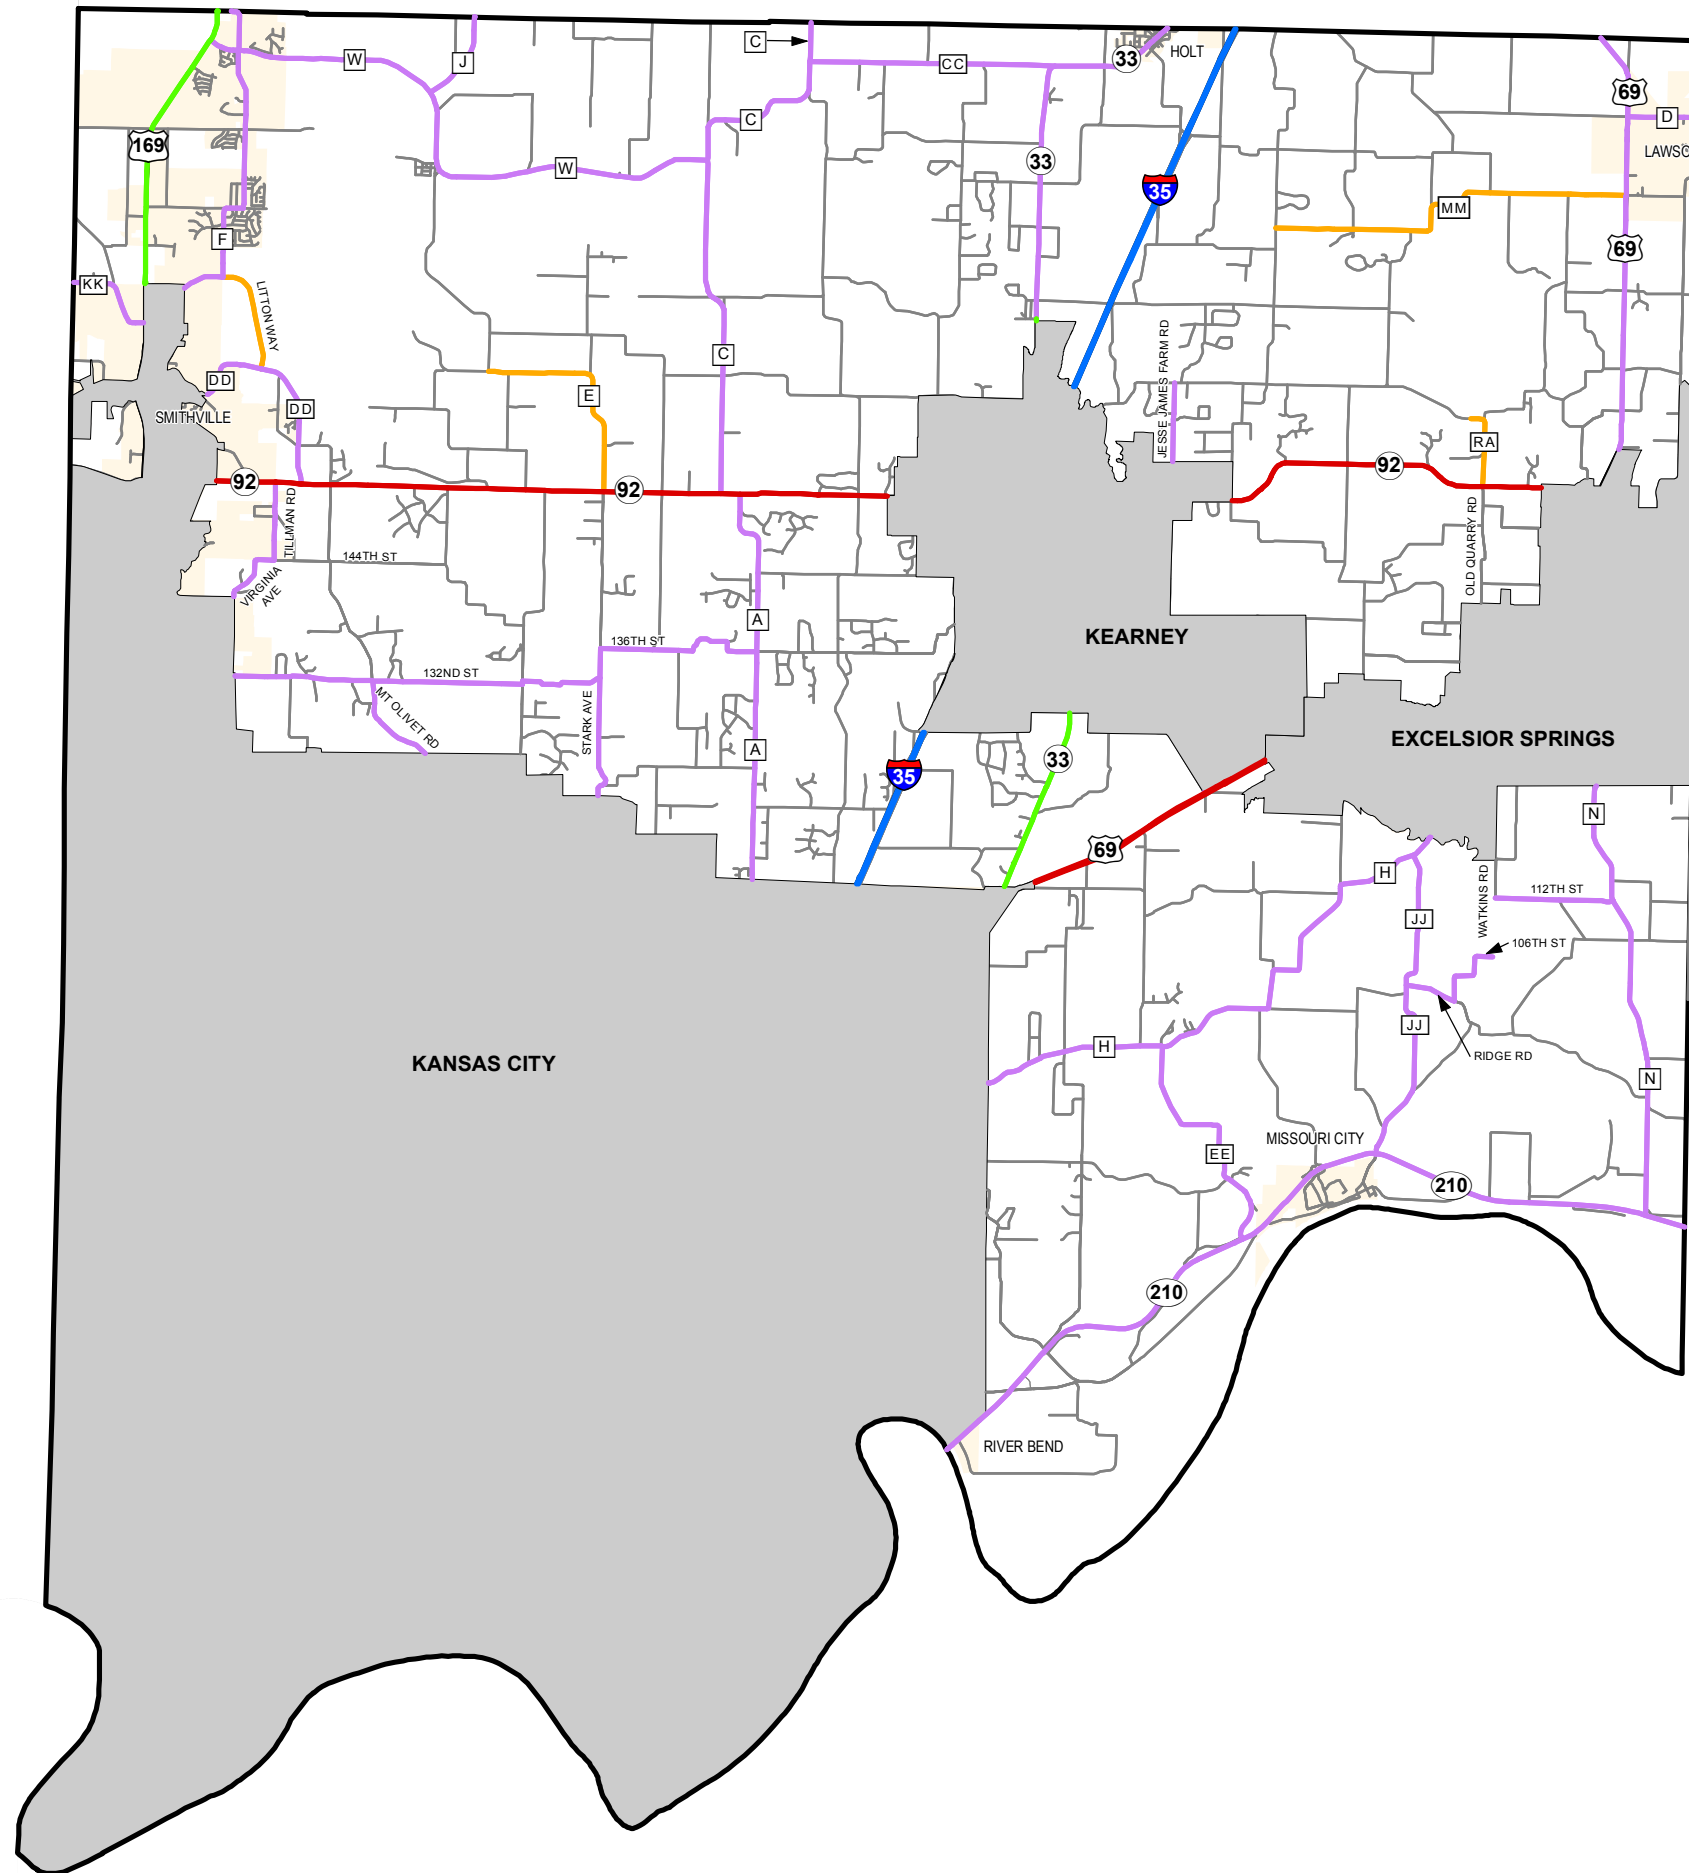 C
HOLT
W
J
CC
33
69
C
D
169
LAWSO
W
33
35
MM
F
69
KK
LITTON WAY
C
JESSE JAMES FARM RD
DD
E
SMITHVILLE
DD
RA
92
92
92
TILLMAN RD
OLD QUARRY RD
144TH ST
VIRGINIA
AVE
A
136TH ST
KEARNEY
132ND ST
MT OLIVET RD
STARK AVE
A
EXCELSIOR SPRINGS
33
35
N
69
H
WATKINS RD
112TH ST
JJ
106TH ST
JJ
H
RIDGE RD
KANSAS CITY
N
MISSOURI CITY
EE
210
210
RIVER BEND